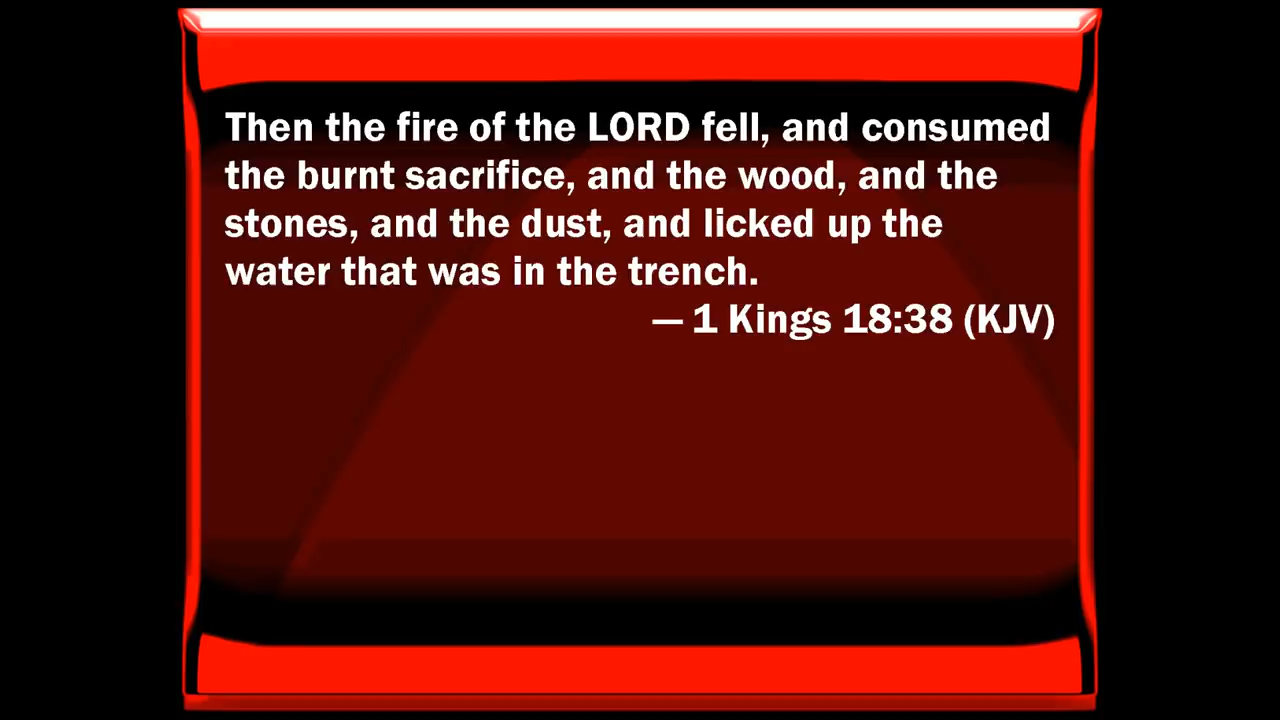 Then the fire of the LORD fell, and consumed
the burnt sacrifice, and the wood, and the
stones, and the dust, and licked up the
water that was in the trench.
— 1 Kings 18:38 (KJV)